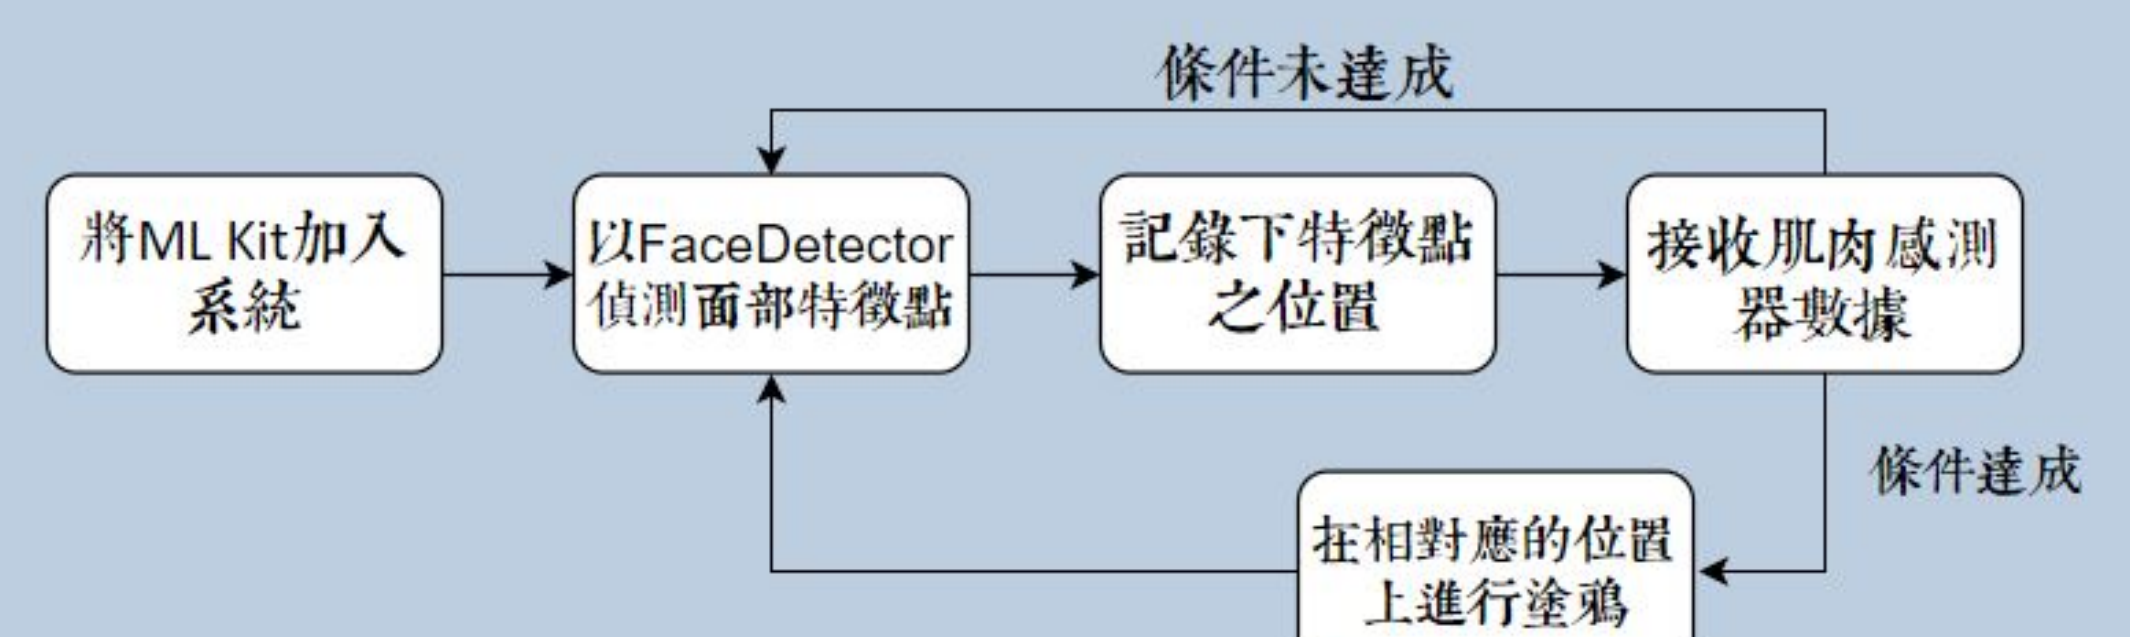 條件未達成
將ML Kit加入
系統
以FaceDetector
偵測面部特徵點
記錄下特徵點
之位置
接收肌肉感測
器數據
條件達成
在相對應的位置
上進行塗鴉